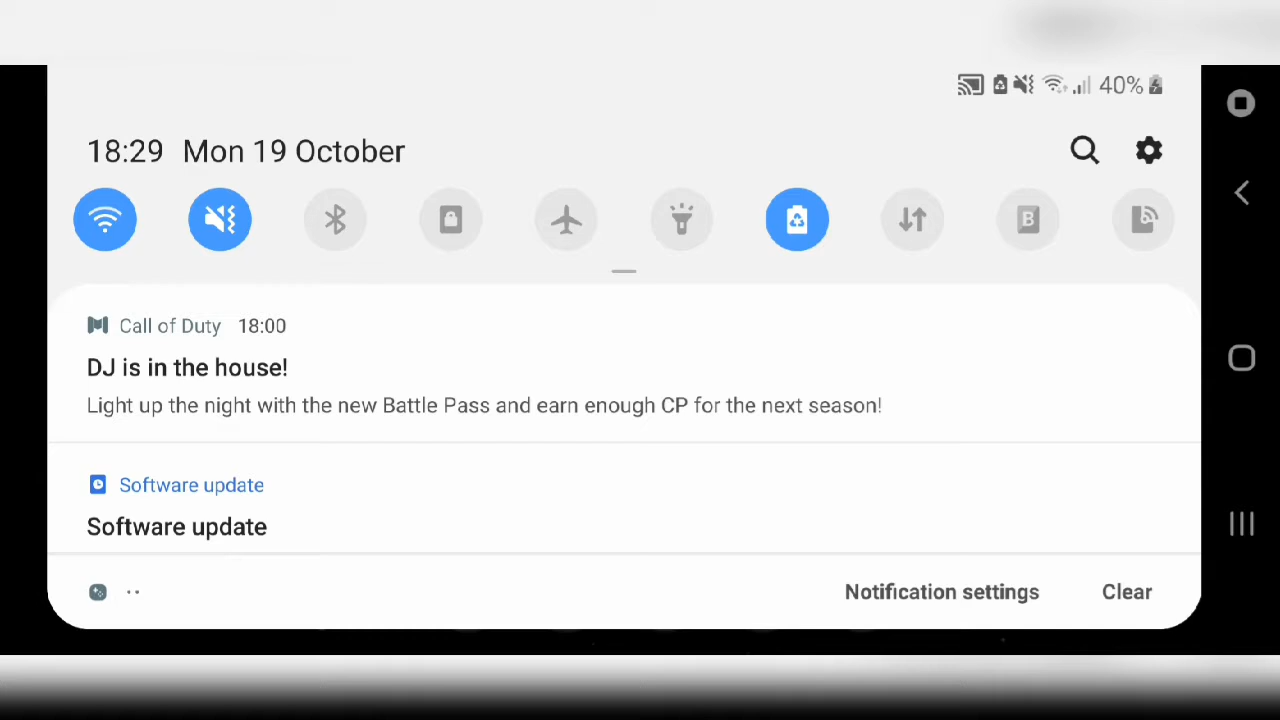 40%
18:29 Mon 19 October
B
Call of Duty 18:00
DJ is in the house!
Light up the night with the new Battle Pass and earn enough CP for the next season!
Software update
Software update
Notification settings Clear